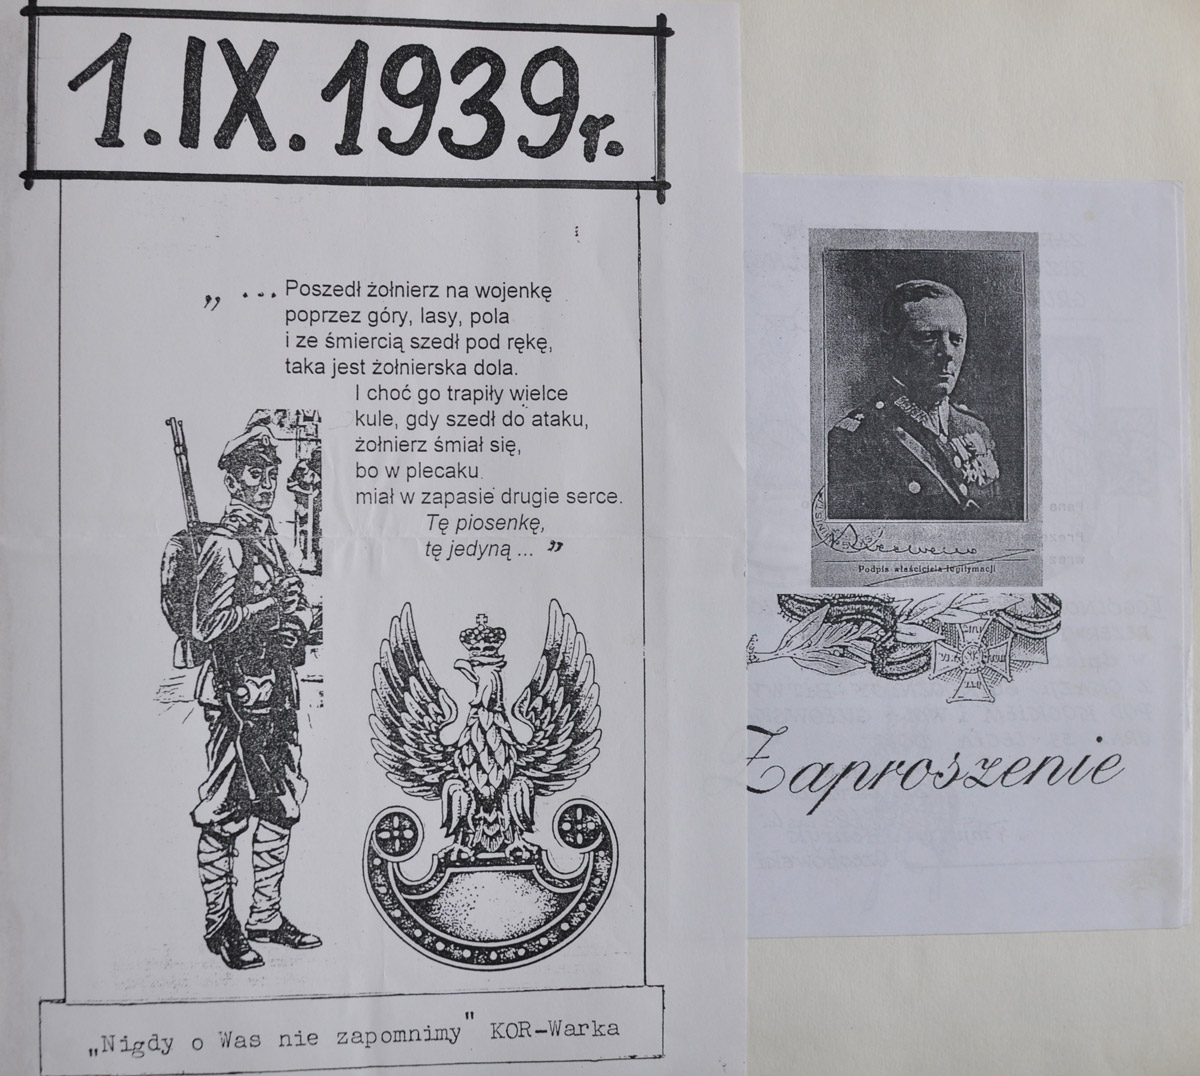 1.IX.1939r.
„ ... Poszedł żołnierz na wojenkę
poprzez góry, lasy, pola
i ze śmiercią szedł pod rękę,
taka jest żołnierska dola.
I choć go trapiły wielce
kule, gdy szedł do ataku,
żołnierz śmiał się,
bo w plecaku
miał w zapasie drugie serce.
Tę piosenkę,
tę jedyną ... ”
„Nigdy o Was nie zapomnimy" KOR-Warka
Podpis właściciela legitymacji
Zaproszenie